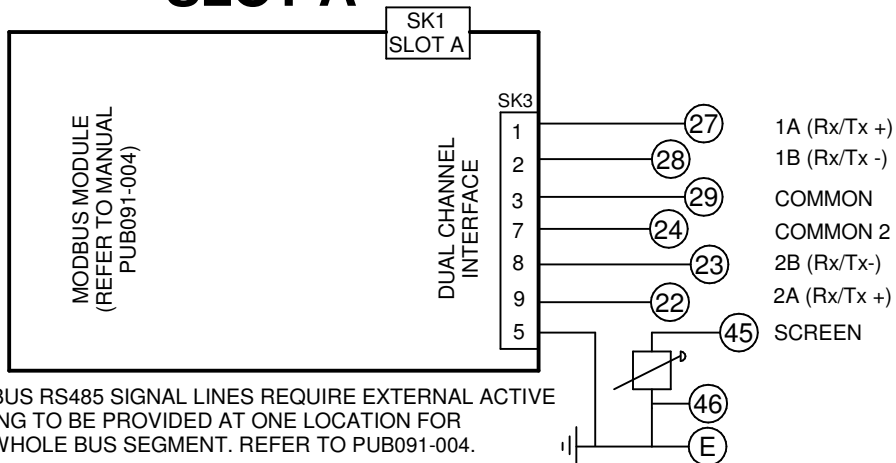 SK1
SLOT A
MODBUS MODULE
(REFER TO MANUAL
PUB091-004)
DUAL CHANNEL
INTERFACE
SK3
1 27 1A (Rx/Tx +)
2 28 1B (Rx/Tx -)
3 29 COMMON
7 24 COMMON 2
8 23 2B (Rx/Tx-)
9 22 2A (Rx/Tx +)
5 45 SCREEN
46
E
BUS RS485 SIGNAL LINES REQUIRE EXTERNAL ACTIVE
NG TO BE PROVIDED AT ONE LOCATION FOR
WHOLE BUS SEGMENT. REFER TO PUB091-004.